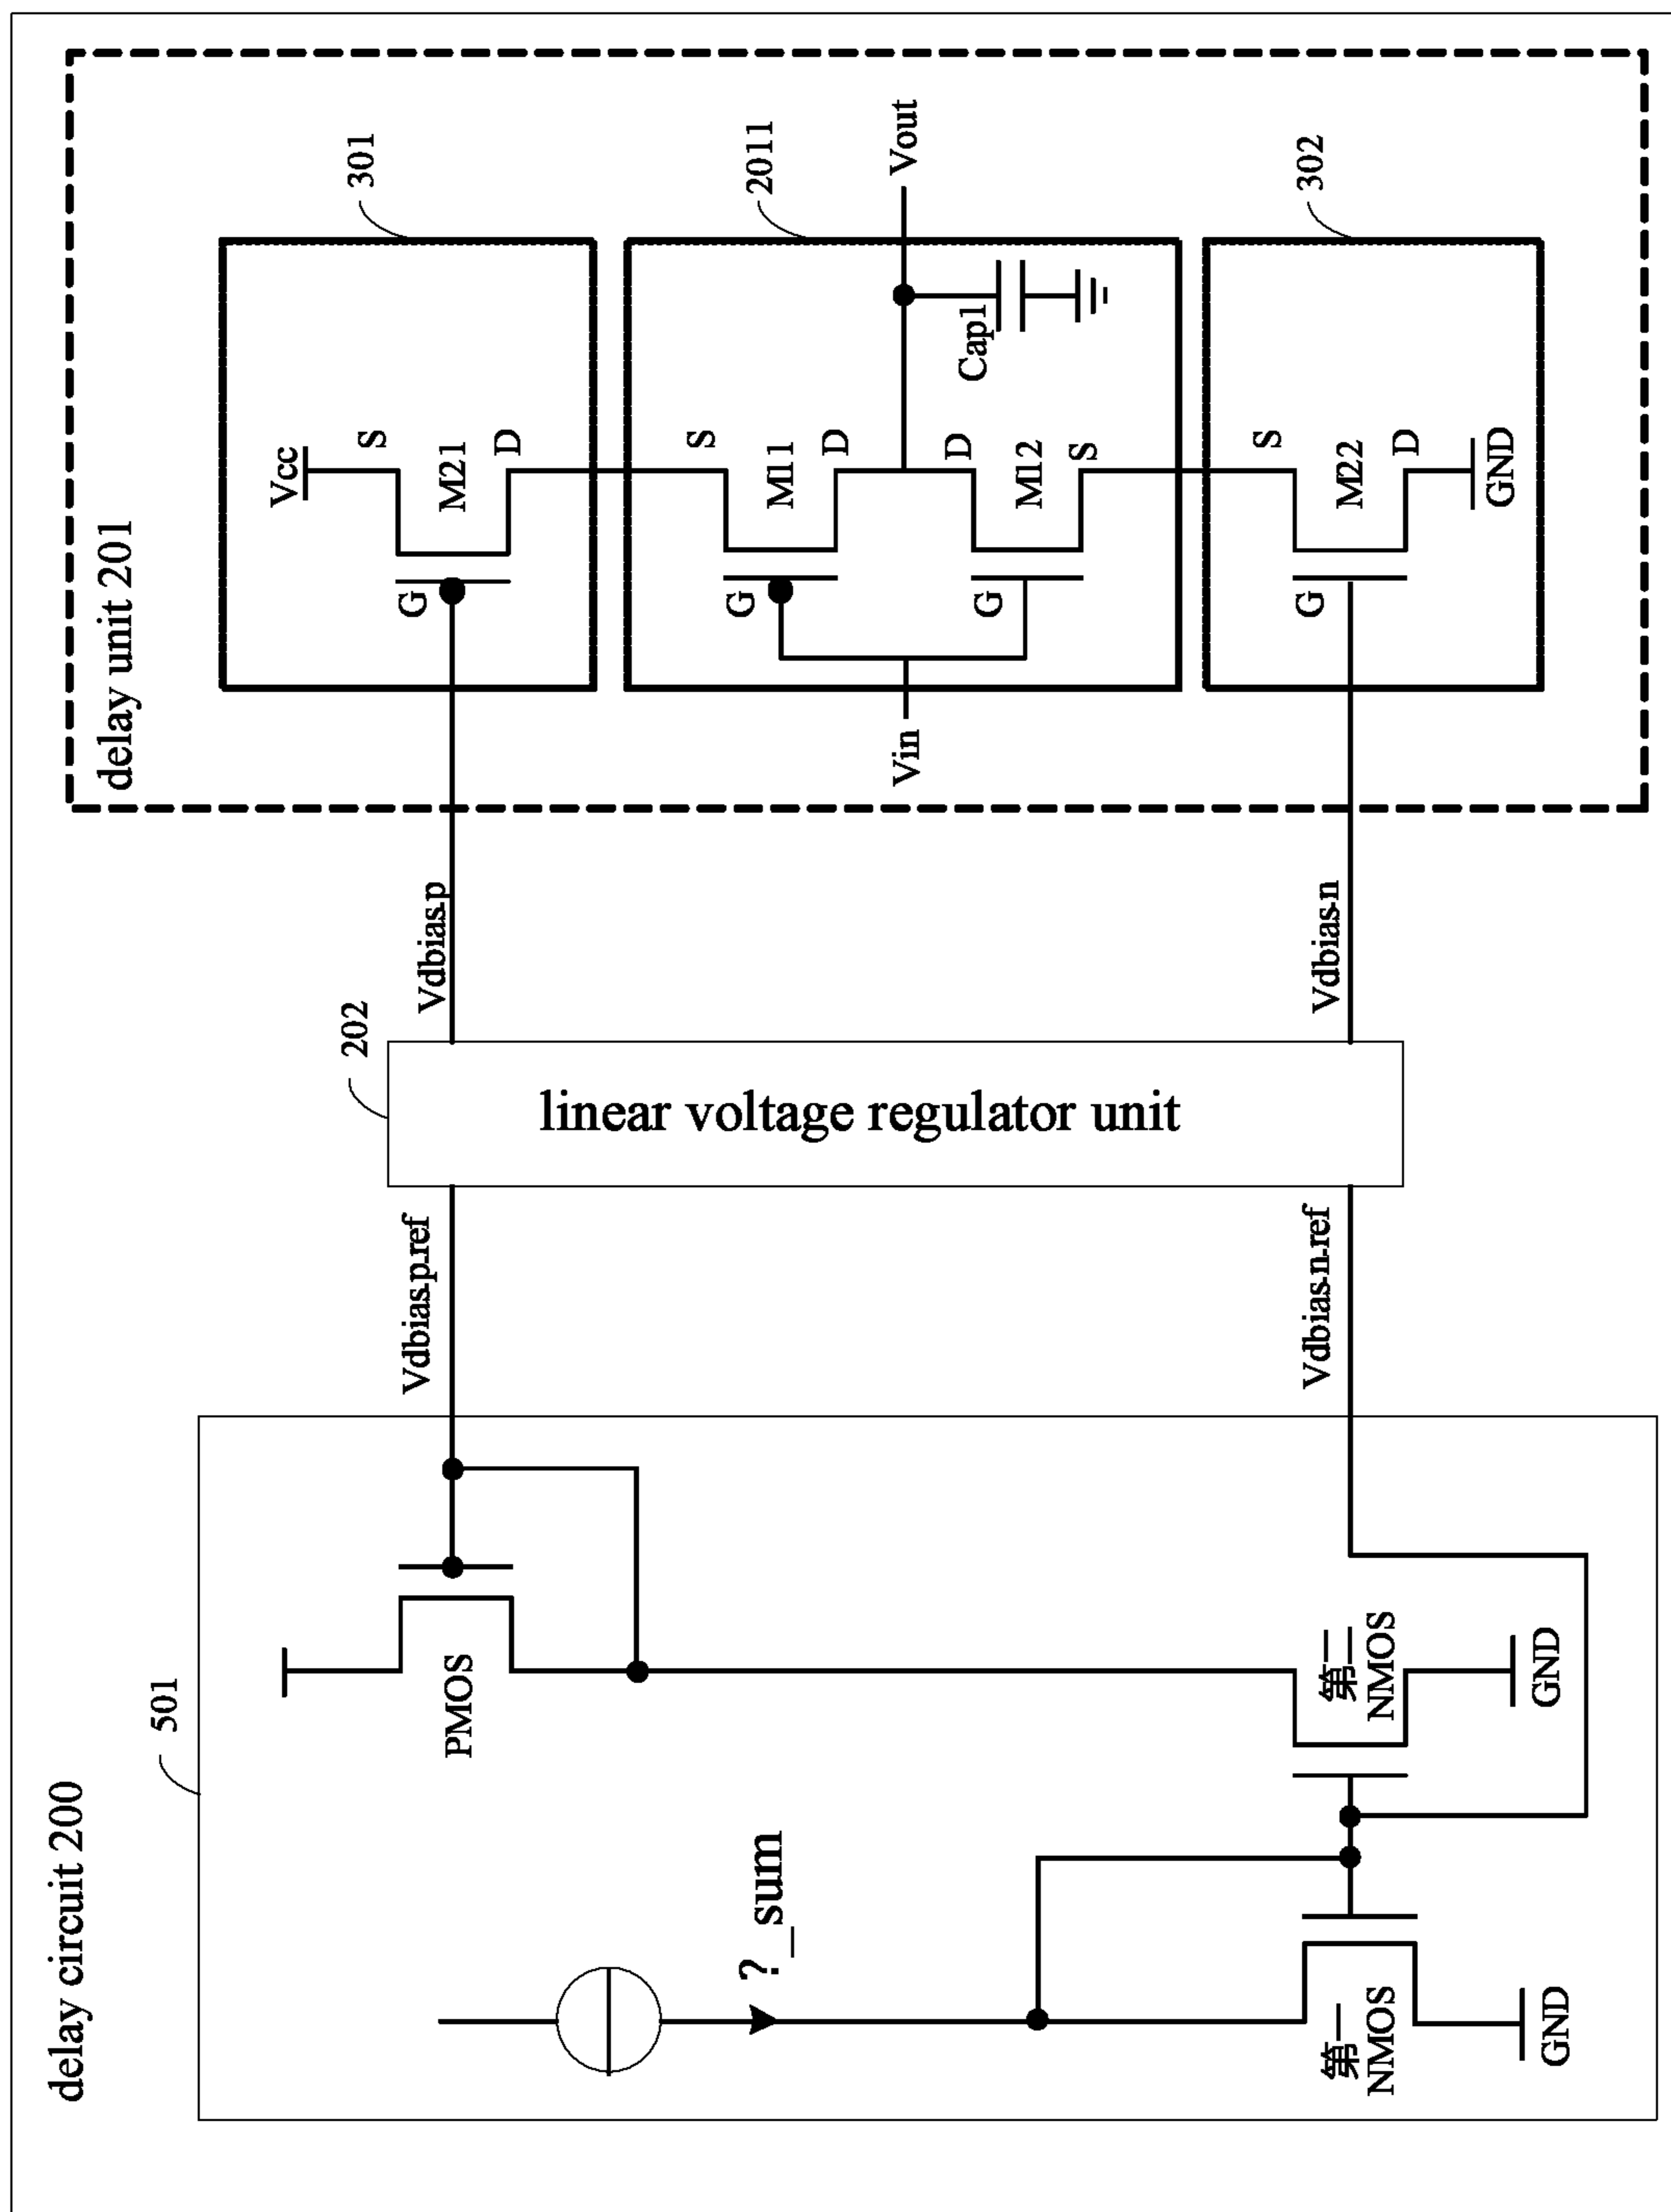 delay circuit 200
501
?_sum
第一
NMOS
GND
PMOS
第二
NMOS
GND
Vdbias-p-ref
Vdbias-n-ref
202
linear voltage regulator unit
Vdbias-p
Vdbias-n
delay unit 201
301
Vcc
S
G
M21
D
2011
Vin
S
G
M11
D
Vout
D
G
M12
S
Cap1
302
S
G
M22
D
GND